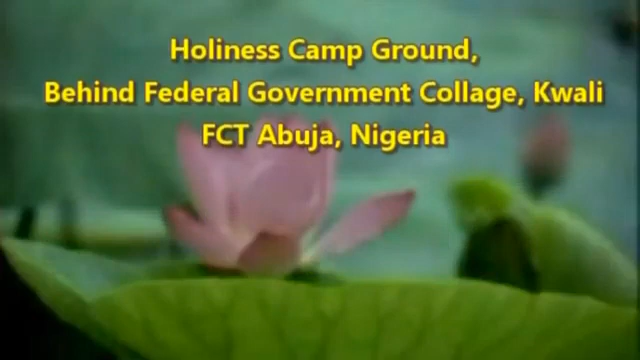 Holiness Camp Ground,
Behind Federal Government Collage, Kwali
FCT Abuja, Nigeria